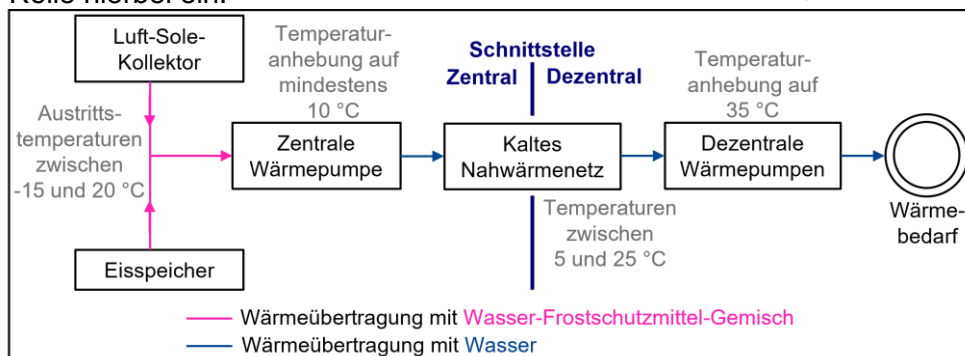 Rolle hierbei ein.
Luft-Sole-
Kollektor
Temperatur-
anhebung auf
mindestens
10 °C
Schnittstelle
Zentral
Dezentral
Temperatur-
anhebung auf
35 °C
Austritts-
temperaturen
zwischen
-15 und 20 °C
Zentrale
Wärmepumpe
Kaltes
Nahwärmenetz
Dezentrale
Wärmepumpen
Wärme-
bedarf
Temperaturen
zwischen
5 und 25 °C
Eisspeicher
Wärmeübertragung mit Wasser-Frostschutzmittel-Gemisch
Wärmeübertragung mit Wasser